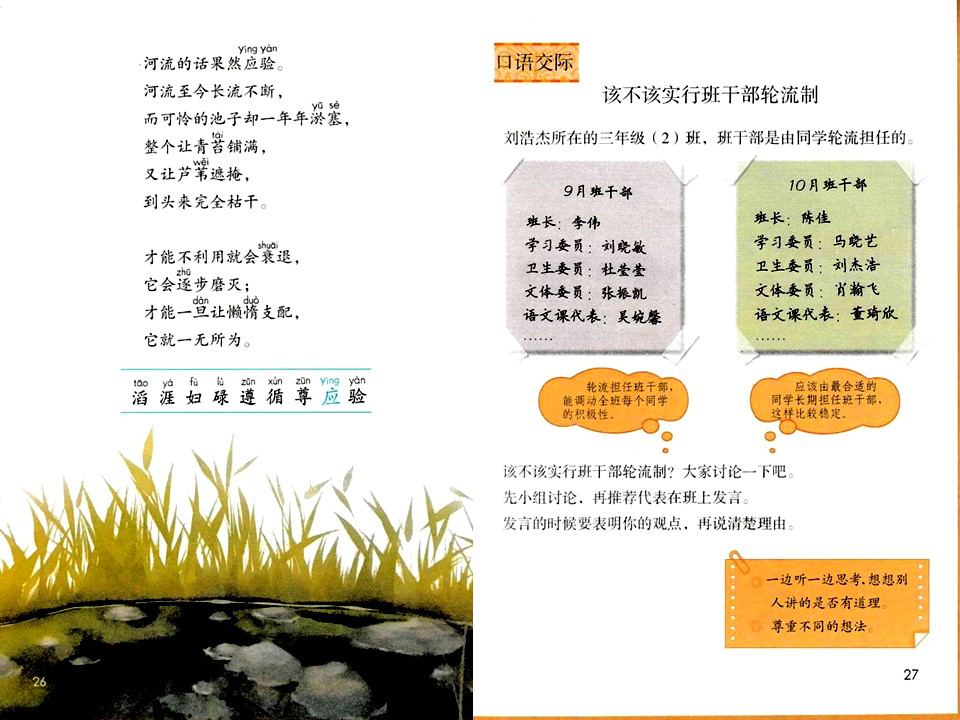 yìng yàn
河流的话果然应验。
河流至今长流不断，
yū sè
而可怜的池子却一年年淤塞，
tái
整个让青苔铺满，
wěi
又让芦苇遮掩，
到头来完全枯干。
shuāi
才能不利用就会衰退，
zhú
它会逐步磨灭；
dàn duò
才能一旦让懒惰支配，
它就一无所为。
tāo yá fù lù zūn xún zūn yìng yàn
滔 涯 妇 碌 遵 循 尊 应 验
26
口语交际
该不该实行班干部轮流制
刘浩杰所在的三年级（2）班，班干部是由同学轮流担任的。
9月班干部
班长：李伟
学习委员：刘晓敏
卫生委员：杜莹莹
文体委员：张振凯
语文课代表：吴婉馨
……
10月班干部
班长：陈佳
学习委员：马晓艺
卫生委员：刘杰浩
文体委员：肖瀚飞
语文课代表：董琦欣
……
轮流担任班干部，
能调动全班每个同学
的积极性。
应该由最合适的
同学长期担任班干部，
这样比较稳定。
该不该实行班干部轮流制？大家讨论一下吧。
先小组讨论，再推荐代表在班上发言。
发言的时候要表明你的观点，再说清楚理由。
一边听一边思考，想想别
人讲的是否有道理。
尊重不同的想法。
27